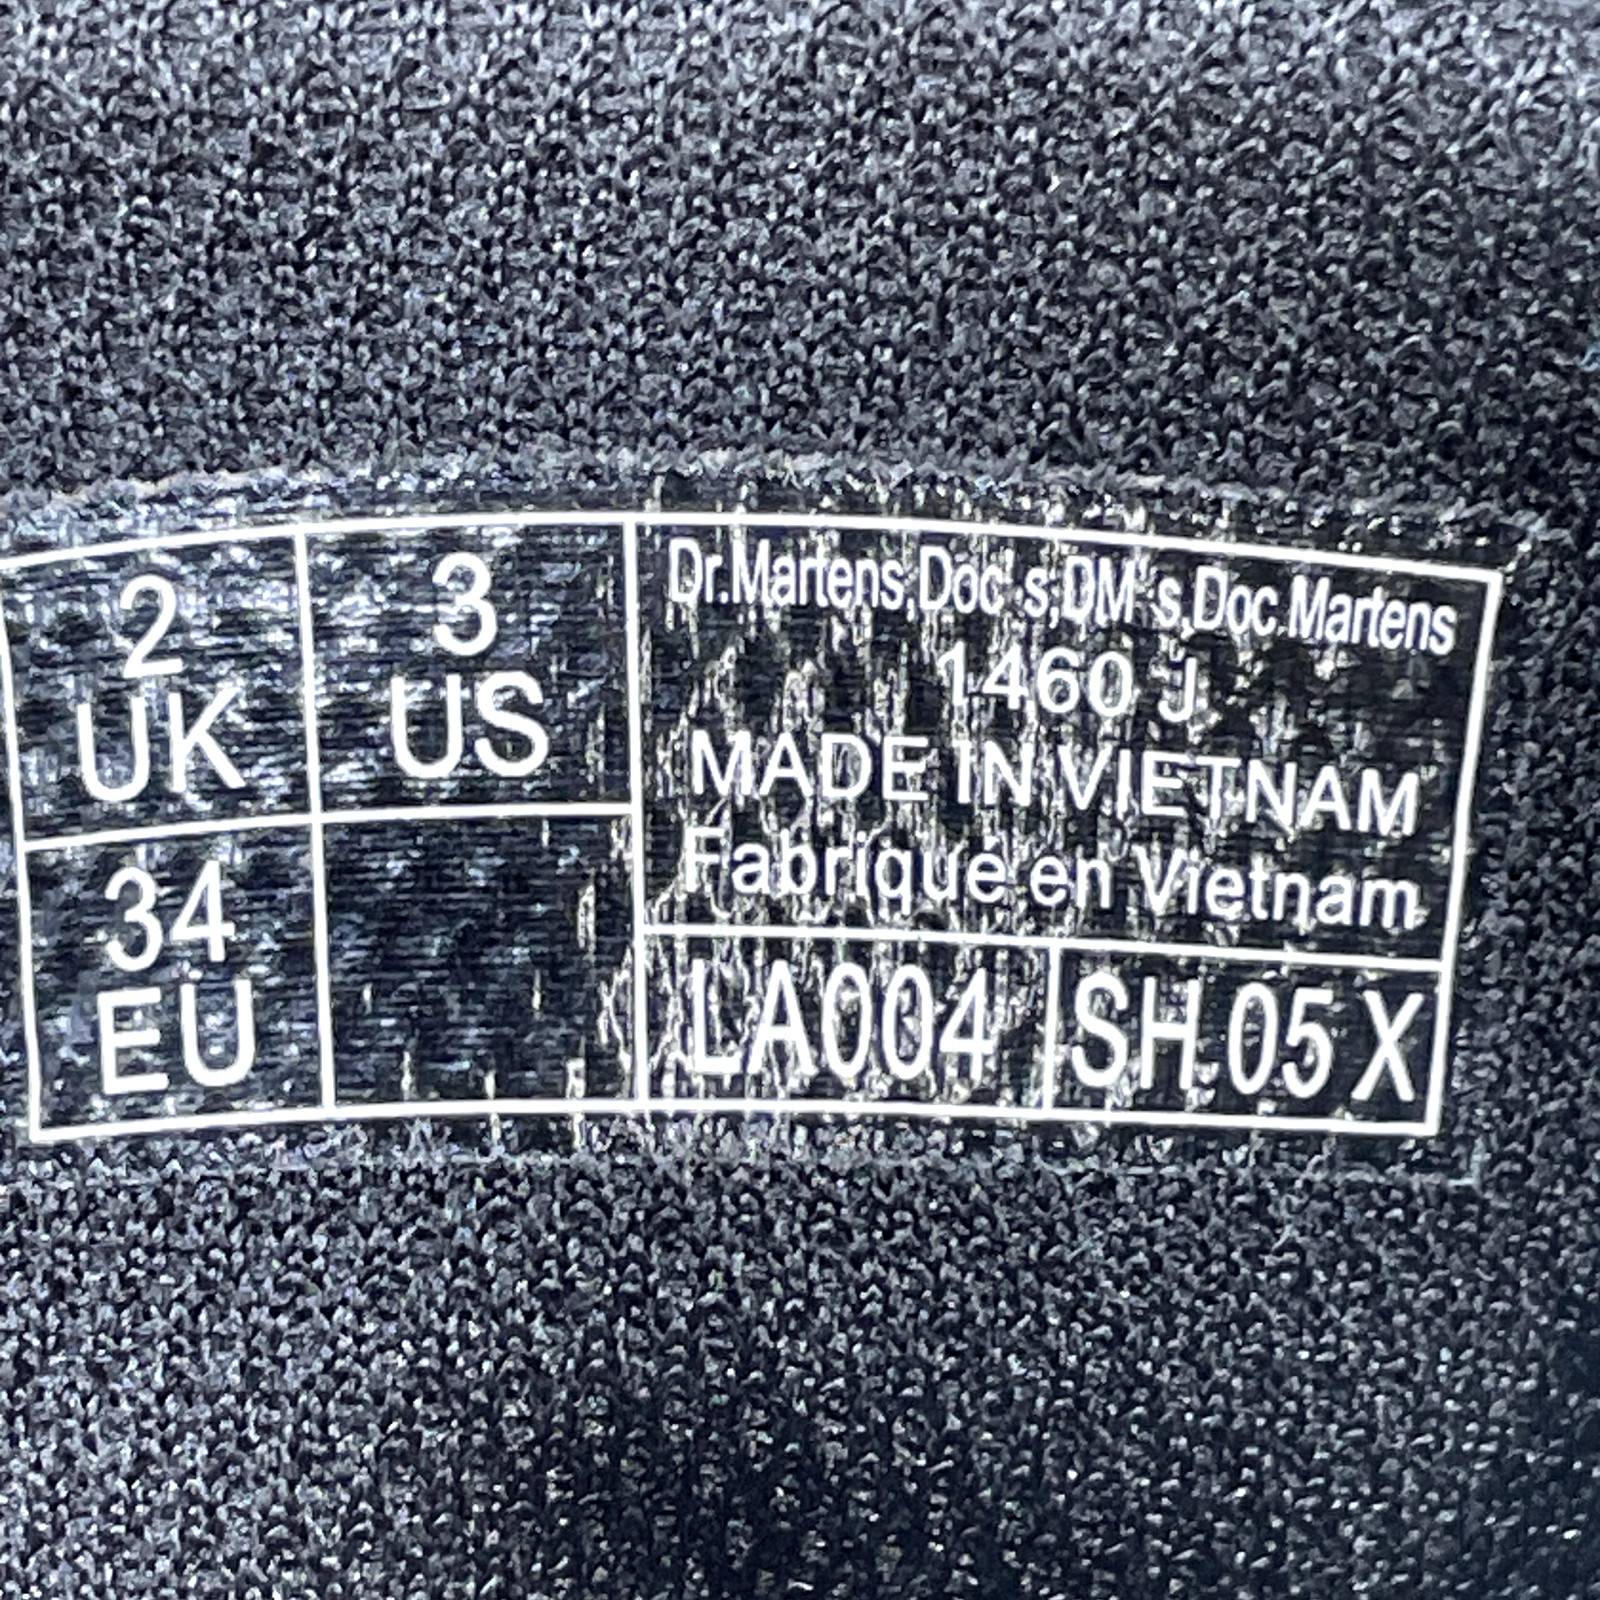 2
UK
3
US
34
EU
Dr.Martens,Doc's,DM's,Doc Martens
1460 J
MADE IN VIETNAM
Fabriqué en Vietnam
LA004
SH.05 X